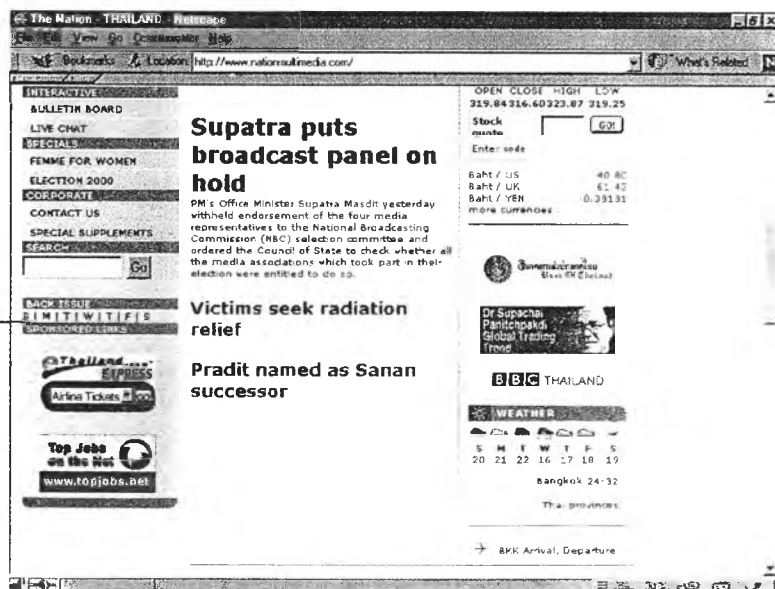 The Nation - THAILAND - Netscape
File Edit View Go Communicator Help
Bookmarks Location: http://www.nationmultimedia.com/ What's Related
INTERACTIVE
BULLETIN BOARD
LIVE CHAT
SPECIALS
FEMME FOR WOMEN
ELECTION 2000
CORPORATE
CONTACT US
SPECIAL SUPPLEMENTS
SEARCH
Go
BACK ISSUE
S | M | T | W | T | F | S
SPONSORED LINKS
Thailand
EXPRESS
Airline Tickets GO
Top Jobs
on the Net
www.topjobs.net
Supatra puts
broadcast panel on
hold
PM's Office Minister Supatra Masdit yesterday
withheld endorsement of the four media
representatives to the National Broadcasting
Commission (NBC) selection committee and
ordered the Council of State to check whether all
the media associations which took part in their
election were entitled to do so.
Victims seek radiation
relief
Pradit named as Sanan
successor
OPEN CLOSE HIGH LOW
319.84 316.60 323.87 319.25
Stock
quote GO!
Enter code
Baht / US
Baht / UK
Baht / YEN
more currencies
Dr Supachai
Panitchpakdi
Global Trading
Trend
BBC THAILAND
WEATHER
S M T W T F S
20 21 22 16 17 18 19
Bangkok 24-32
Thai provinces
BKK Arrival, Departure